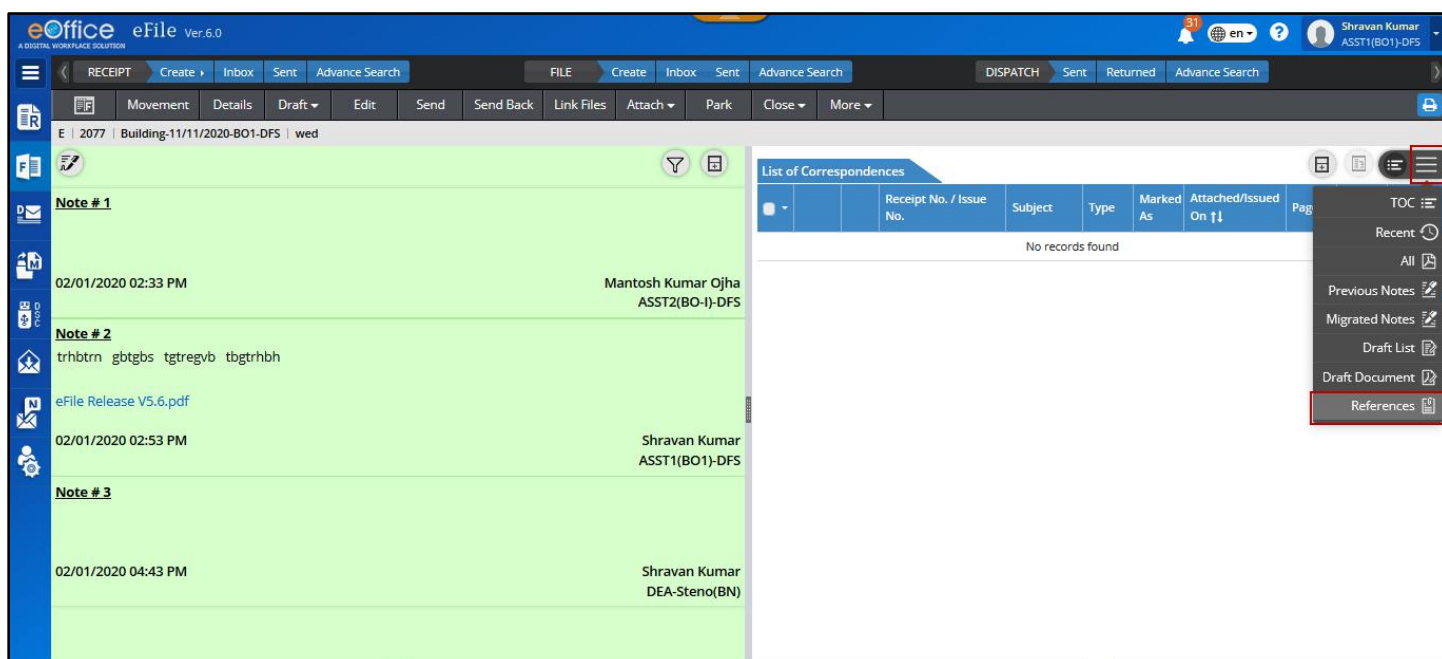 eOffice eFile Ver.6.0
A DIGITAL WORKPLACE SOLUTION
31
en
?
Shravan Kumar
ASST1(BO1)-DFS
RECEIPT Create Inbox Sent Advance Search
FILE Create Inbox Sent Advance Search
DISPATCH Sent Returned Advance Search
Movement Details Draft Edit Send Send Back Link Files Attach Park Close More
E | 2077 | Building-11/11/2020-BO1-DFS | wed
List of Correspondences
Receipt No. / Issue No. Subject Type Marked As Attached/Issued On Pag
No records found
TOC
Recent
All
Previous Notes
Migrated Notes
Draft List
Draft Document
References
Note # 1
02/01/2020 02:33 PM Mantosh Kumar Ojha
ASST2(BO-I)-DFS
Note # 2
trhbtrn gbtgbs tgtregvb tbgtrhbh
eFile Release V5.6.pdf
02/01/2020 02:53 PM Shravan Kumar
ASST1(BO1)-DFS
Note # 3
02/01/2020 04:43 PM Shravan Kumar
DEA-Steno(BN)